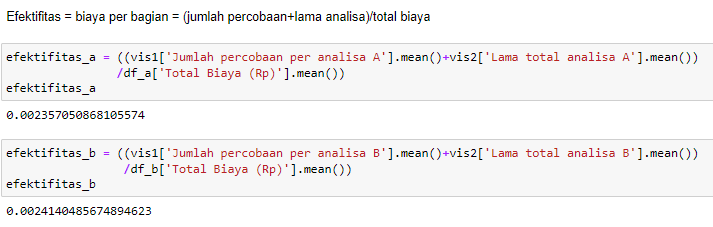 Efektifitas = biaya per bagian = (jumlah percobaan+lama analisa)/total biaya
efektifitas_a = ((vis1['Jumlah percobaan per analisa A'].mean()+vis2['Lama total analisa A'].mean())
/df_a['Total Biaya (Rp)'].mean())
efektifitas_a
0.002357050868105574
efektifitas_b = ((vis1['Jumlah percobaan per analisa B'].mean()+vis2['Lama total analisa B'].mean())
/df_b['Total Biaya (Rp)'].mean())
efektifitas_b
0.0024140485674894623